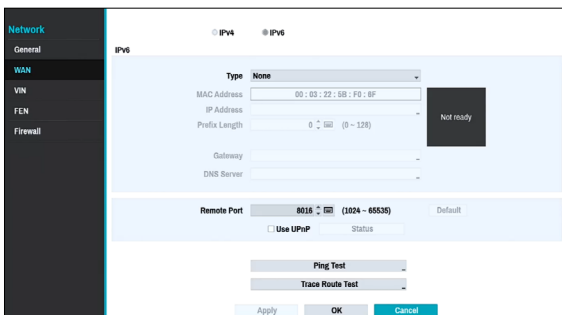 Network
General
WAN
VIN
FEN
Firewall
IPv4 IPv6
IPv6
Type None
MAC Address 00 : 03 : 22 : 5B : F0 : 6F
IP Address
Prefix Length 0 (0 ~ 128)
Not ready
Gateway
DNS Server
Remote Port 8016 (1024 ~ 65535) Default
Use UPnP Status
Ping Test
Trace Route Test
Apply OK Cancel